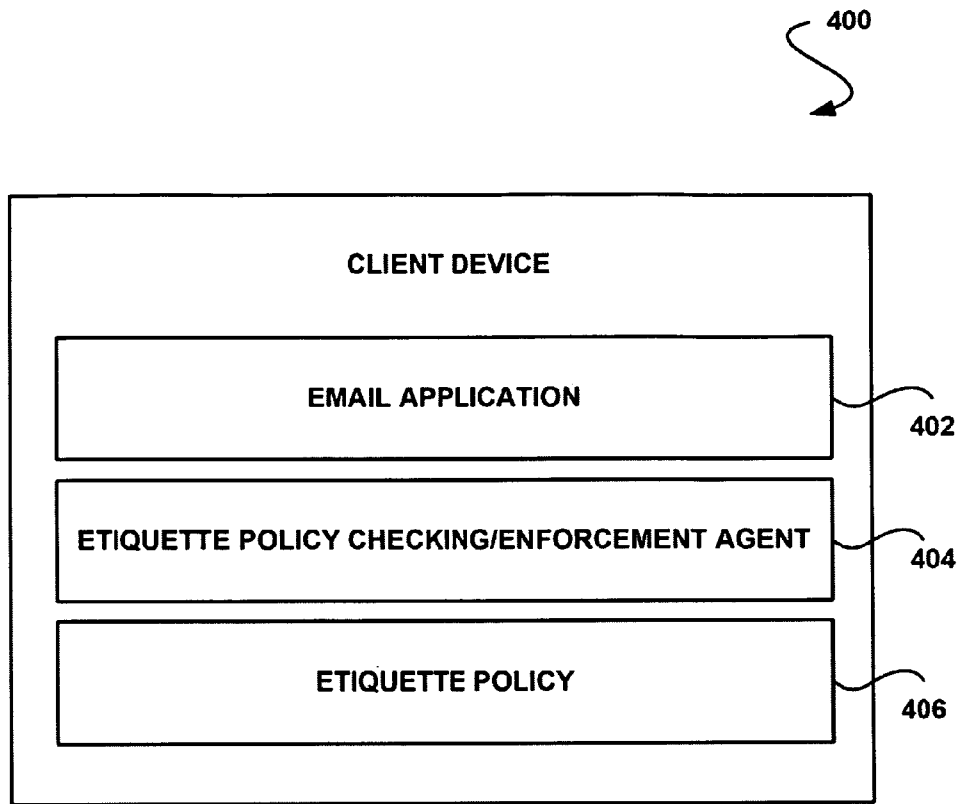 400
CLIENT DEVICE
EMAIL APPLICATION
402
ETIQUETTE POLICY CHECKING/ENFORCEMENT AGENT
404
ETIQUETTE POLICY
406